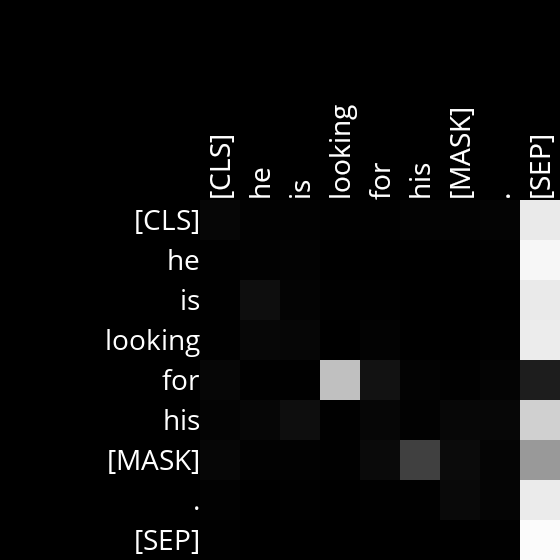 [CLS] he is looking for his [MASK] . [SEP]
[CLS]
he
is
looking
for
his
[MASK]
.
[SEP]